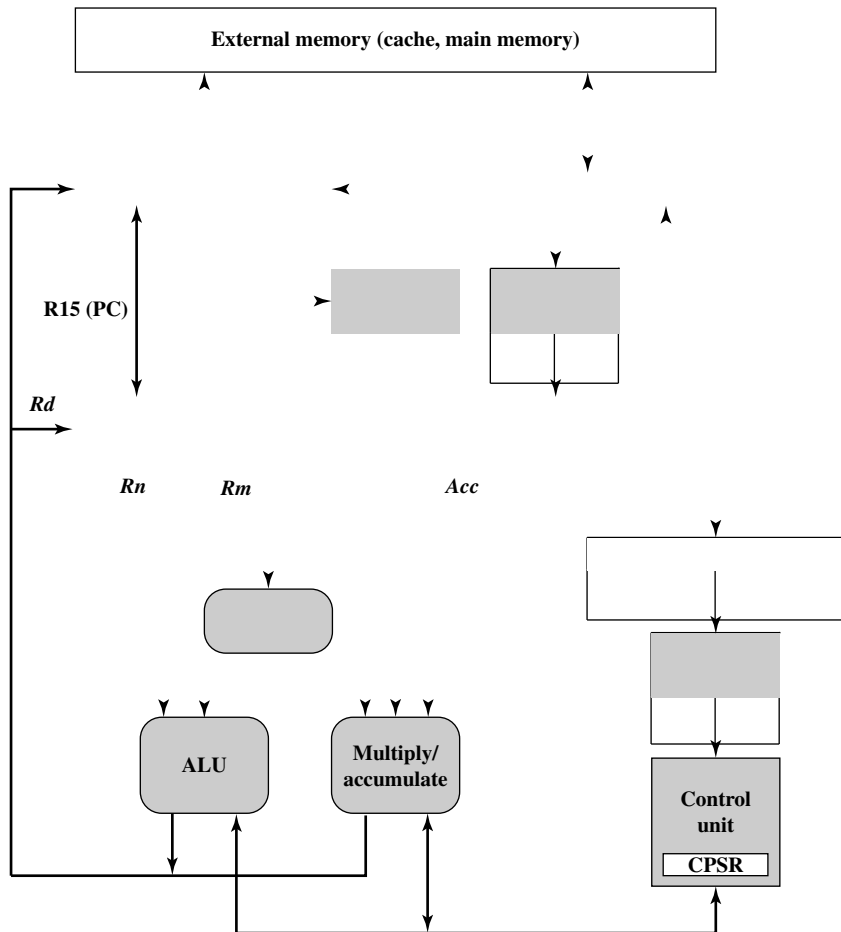 External memory (cache, main memory)
R15 (PC)
Rd
Rn
Rm
Acc
ALU
Multiply/
accumulate
Control
unit
CPSR